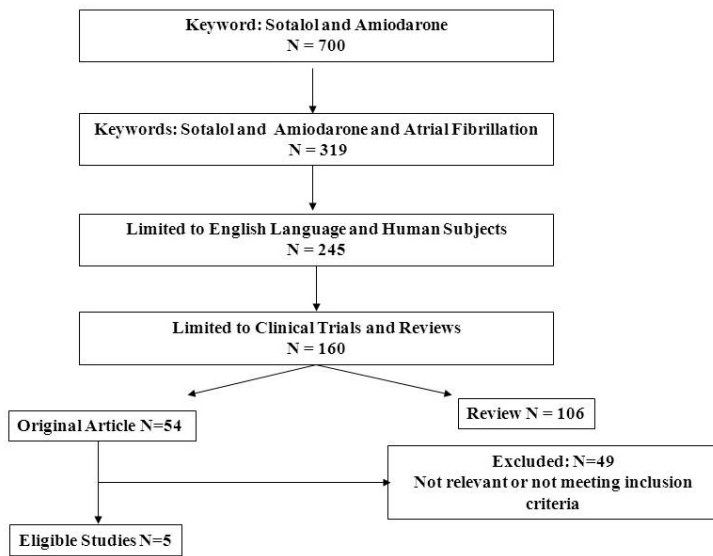 Keyword: Sotalol and Amiodarone
N = 700
Keywords: Sotalol and Amiodarone and Atrial Fibrillation
N = 319
Limited to English Language and Human Subjects
N = 245
Limited to Clinical Trials and Reviews
N = 160
Original Article N=54
Review N = 106
Excluded: N=49
Not relevant or not meeting inclusion
criteria
Eligible Studies N=5